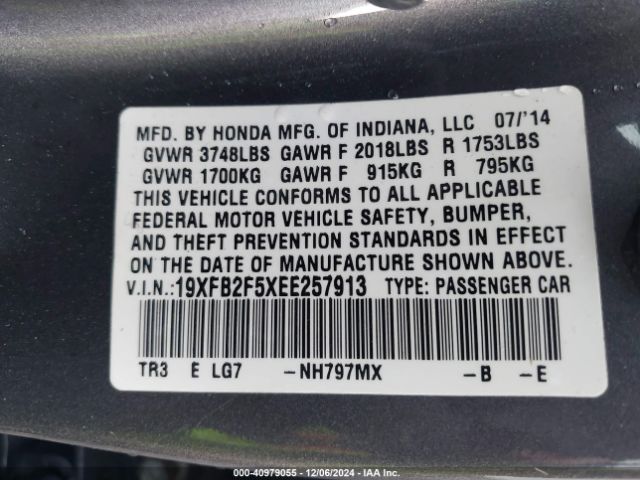 MFD. BY HONDA MFG. OF INDIANA, LLC 07/'14
GVWR 3748LBS GAWR F 2018LBS R 1753LBS
GVWR 1700KG GAWR F 915KG R 795KG
THIS VEHICLE CONFORMS TO ALL APPLICABLE
FEDERAL MOTOR VEHICLE SAFETY, BUMPER,
AND THEFT PREVENTION STANDARDS IN EFFECT
ON THE DATE OF MANUFACTURE SHOWN ABOVE.
V.I.N.:19XFB2F5XEE257913 TYPE: PASSENGER CAR
TR3 E LG7 -NH797MX -B -E
000-40979055 - 12/06/2024 - IAA Inc.